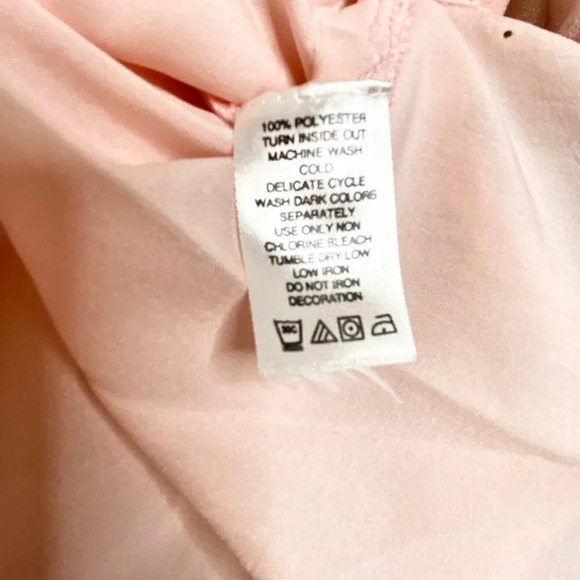 100% POLYESTER
TURN INSIDE OUT
MACHINE WASH
COLD
DELICATE CYCLE
WASH DARK COLORS
SEPARATELY
USE ONLY NON
CHLORINE BLEACH
TUMBLE DRY LOW
LOW IRON
DO NOT IRON
DECORATION
30C